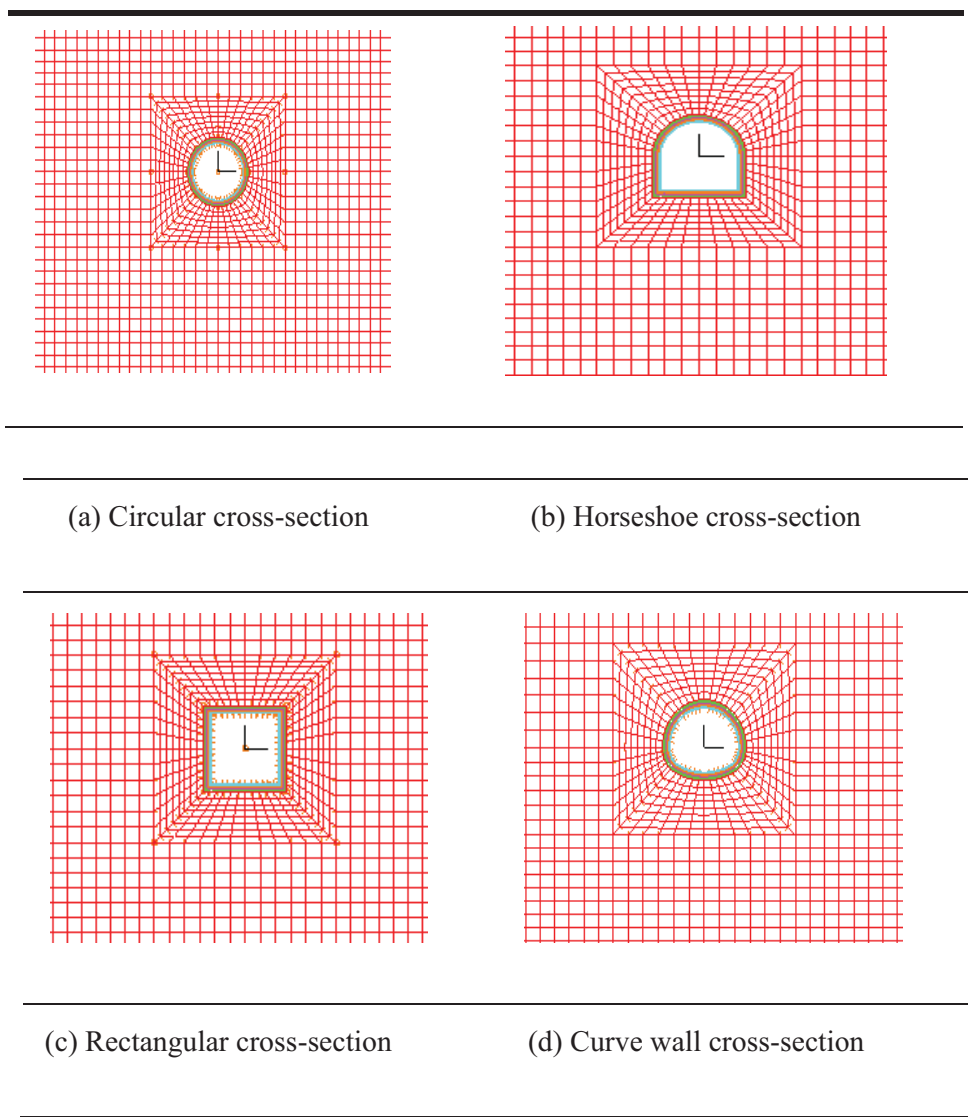 (a) Circular cross-section
(b) Horseshoe cross-section
(c) Rectangular cross-section
(d) Curve wall cross-section